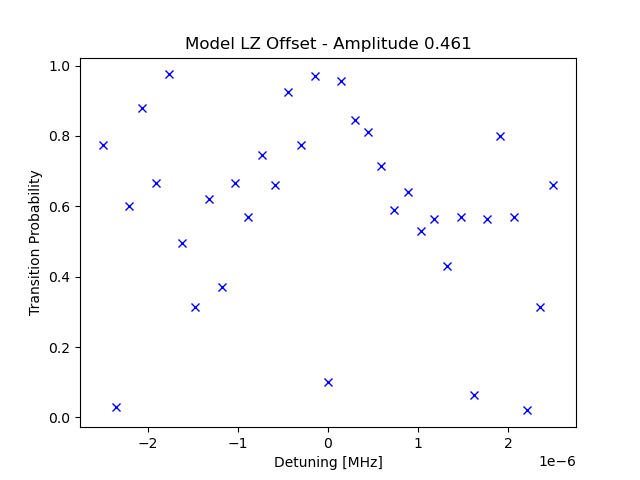 Model LZ Offset - Amplitude 0.461
1.0
0.8
0.6
0.4
0.2
0.0
Transition Probability
−2
−1
0
1
2
1e−6
Detuning [MHz]